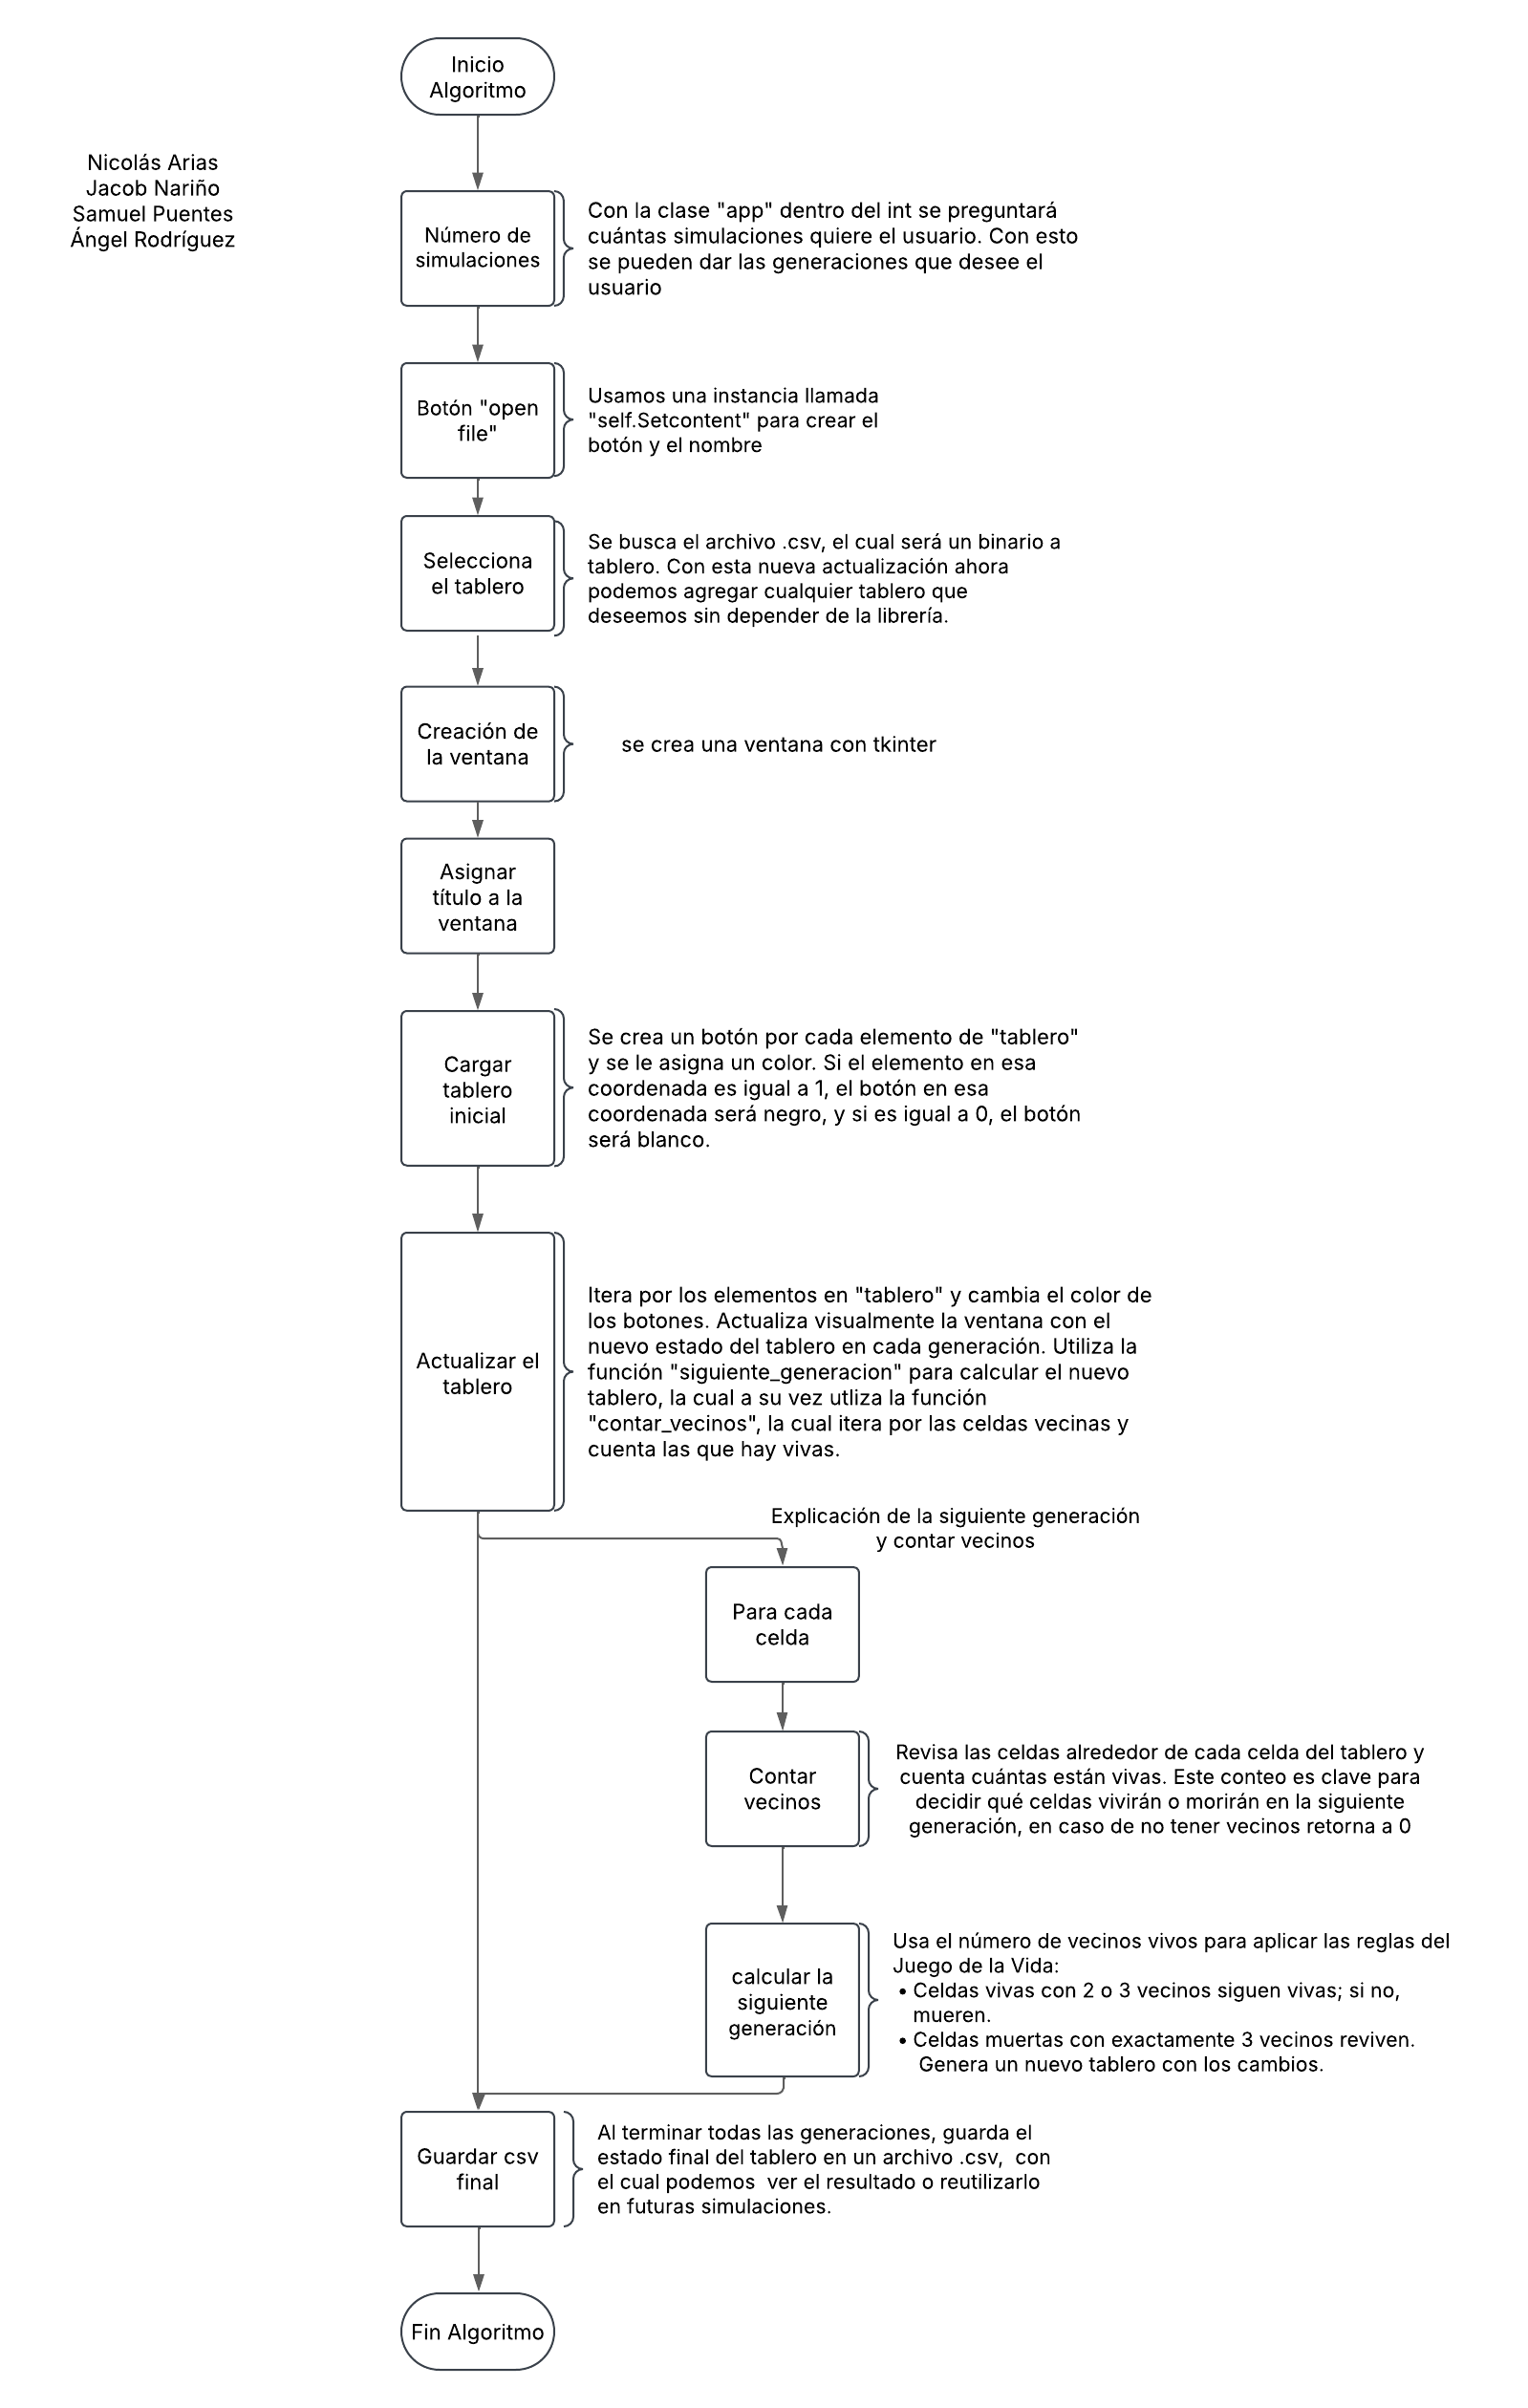 Inicio
Algoritmo
Nicolás Arias
Jacob Nariño
Samuel Puentes
Ángel Rodríguez
Número de
simulaciones
Con la clase "app" dentro del int se preguntará
cuántas simulaciones quiere el usuario. Con esto
se pueden dar las generaciones que desee el
usuario
Botón "open
file"
Usamos una instancia llamada
"self.Setcontent" para crear el
botón y el nombre
Selecciona
el tablero
Se busca el archivo .csv, el cual será un binario a
tablero. Con esta nueva actualización ahora
podemos agregar cualquier tablero que
deseemos sin depender de la librería.
Creación de
la ventana
se crea una ventana con tkinter
Asignar
título a la
ventana
Cargar
tablero
inicial
Se crea un botón por cada elemento de "tablero"
y se le asigna un color. Si el elemento en esa
coordenada es igual a 1, el botón en esa
coordenada será negro, y si es igual a 0, el botón
será blanco.
Actualizar el
tablero
Itera por los elementos en "tablero" y cambia el color de
los botones. Actualiza visualmente la ventana con el
nuevo estado del tablero en cada generación. Utiliza la
función "siguiente_generacion" para calcular el nuevo
tablero, la cual a su vez utliza la función
"contar_vecinos", la cual itera por las celdas vecinas y
cuenta las que hay vivas.
Explicación de la siguiente generación
y contar vecinos
Para cada
celda
Contar
vecinos
Revisa las celdas alrededor de cada celda del tablero y
cuenta cuántas están vivas. Este conteo es clave para
decidir qué celdas vivirán o morirán en la siguiente
generación, en caso de no tener vecinos retorna a 0
calcular la
siguiente
generación
Usa el número de vecinos vivos para aplicar las reglas del
Juego de la Vida:
• Celdas vivas con 2 o 3 vecinos siguen vivas; si no,
mueren.
• Celdas muertas con exactamente 3 vecinos reviven.
Genera un nuevo tablero con los cambios.
Guardar csv
final
Al terminar todas las generaciones, guarda el
estado final del tablero en un archivo .csv,  con
el cual podemos  ver el resultado o reutilizarlo
en futuras simulaciones.
Fin Algoritmo